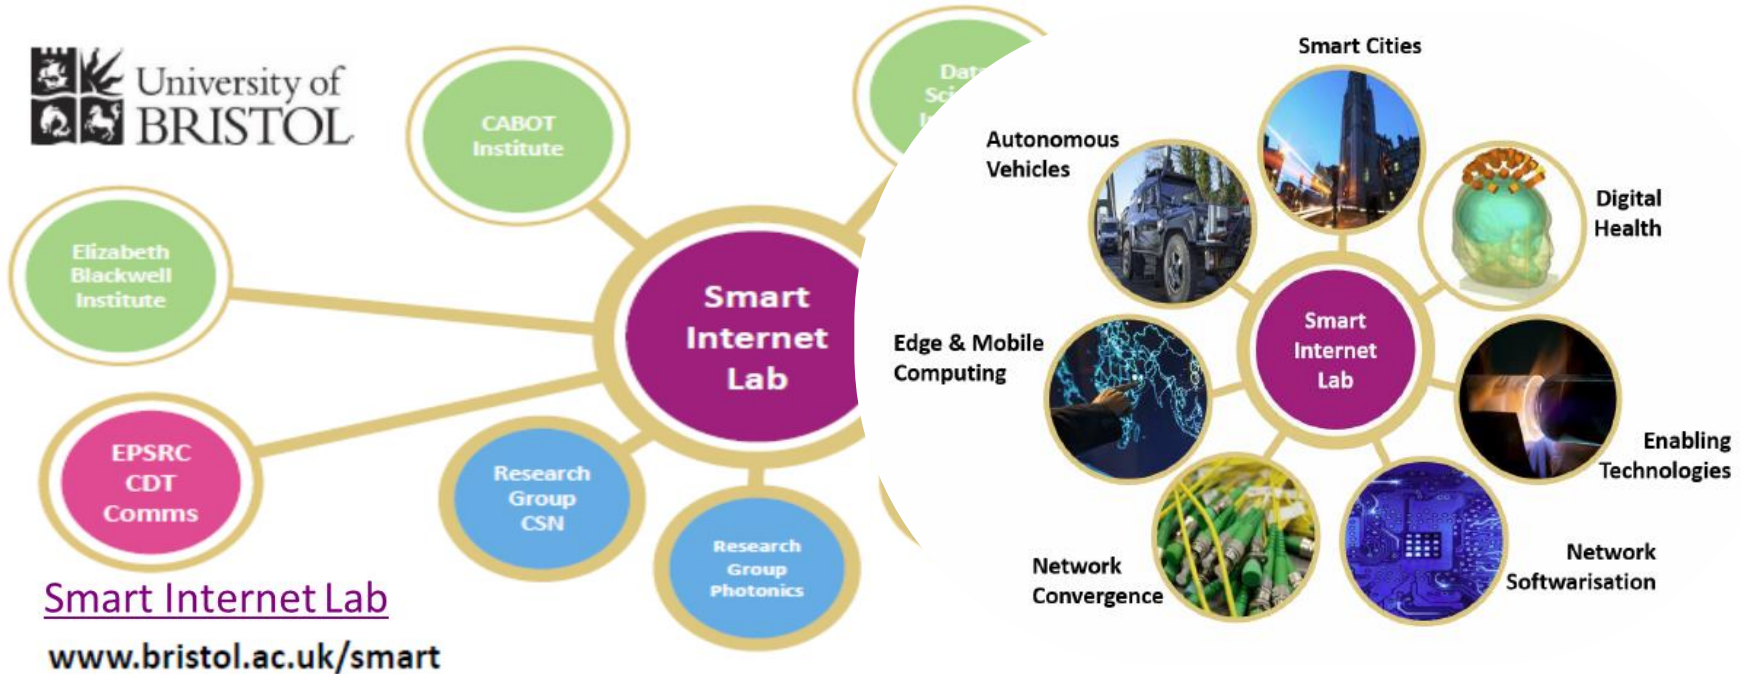 University of
BRISTOL
CABOT
Institute
Elizabeth
Blackwell
Institute
Smart
Internet
Lab
EPSRC
CDT
Comms
Research
Group
CSN
Research
Group
Photonics
Smart Internet Lab
www.bristol.ac.uk/smart
Smart Cities
Autonomous
Vehicles
Digital
Health
Edge & Mobile
Computing
Smart
Internet
Lab
Enabling
Technologies
Network
Convergence
Network
Softwarisation